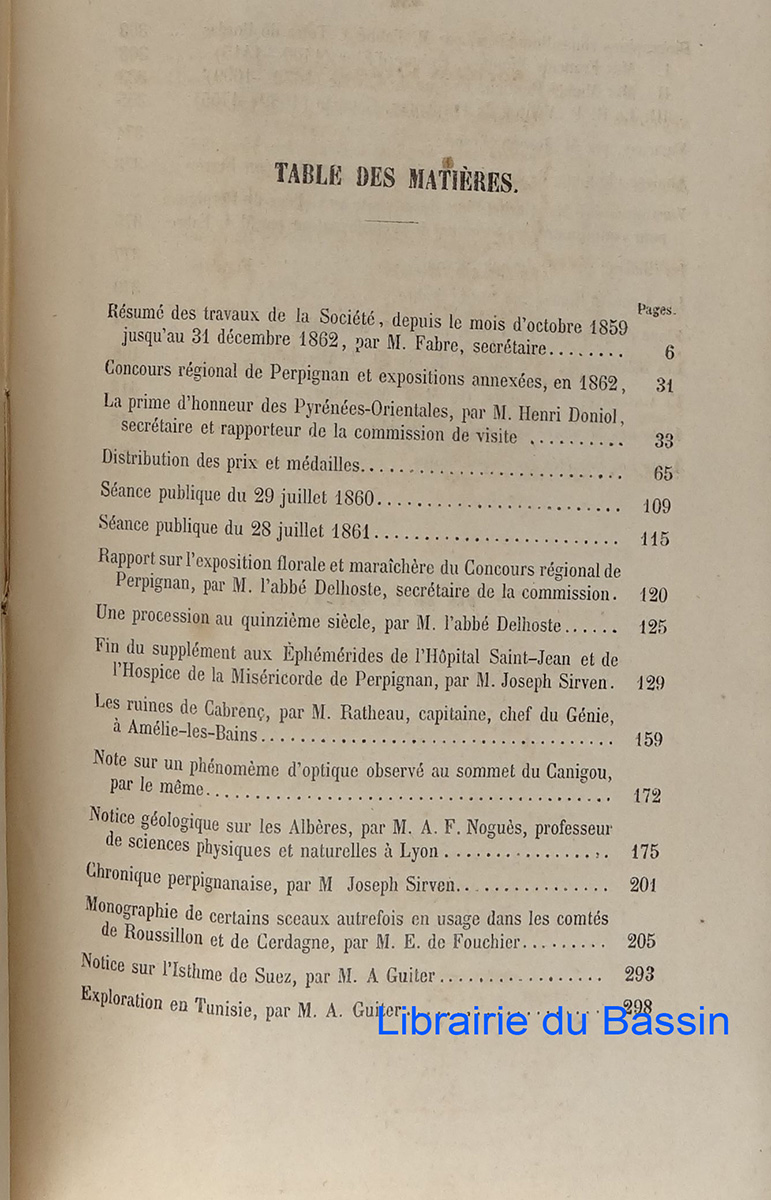 TABLE DES MATIÈRES.
Pages.
Résumé des travaux de la Société, depuis le mois d'octobre 1859
jusqu'au 31 décembre 1862, par M. Fabre, secrétaire........ 6
Concours régional de Perpignan et expositions annexées, en 1862, 31
La prime d'honneur des Pyrénées-Orientales, par M. Henri Doniol,
secrétaire et rapporteur de la commission de visite .......... 33
Distribution des prix et médailles............................ 65
Séance publique du 29 juillet 1860........................... 109
Séance publique du 28 juillet 1861........................... 115
Rapport sur l'exposition florale et maraîchère du Concours régional de
Perpignan, par M. l'abbé Delhoste, secrétaire de la commission. 120
Une procession au quinzième siècle, par M. l'abbé Delhoste...... 125
Fin du supplément aux Èphémérides de l'Hôpital Saint-Jean et de
l'Hospice de la Miséricorde de Perpignan, par M. Joseph Sirven. 129
Les ruines de Cabrenç, par M. Ratheau, capitaine, chef du Génie,
à Amélie-les-Bains........................................ 159
Note sur un phénomème d'optique observé au sommet du Canigou,
par le même............................................... 172
Notice géologique sur les Albères, par M. A. F. Noguès, professeur
de sciences physiques et naturelles à Lyon .................. 175
Chronique perpignanaise, par M Joseph Sirven.................. 201
Monographie de certains sceaux autrefois en usage dans les comtés
de Roussillon et de Cerdagne, par M. E. de Fouchier......... 205
Notice sur l'Isthme de Suez, par M. A Guiter................... 293
Exploration en Tunisie, par M. A. Guiter....................... 298
Librairie du Bassin